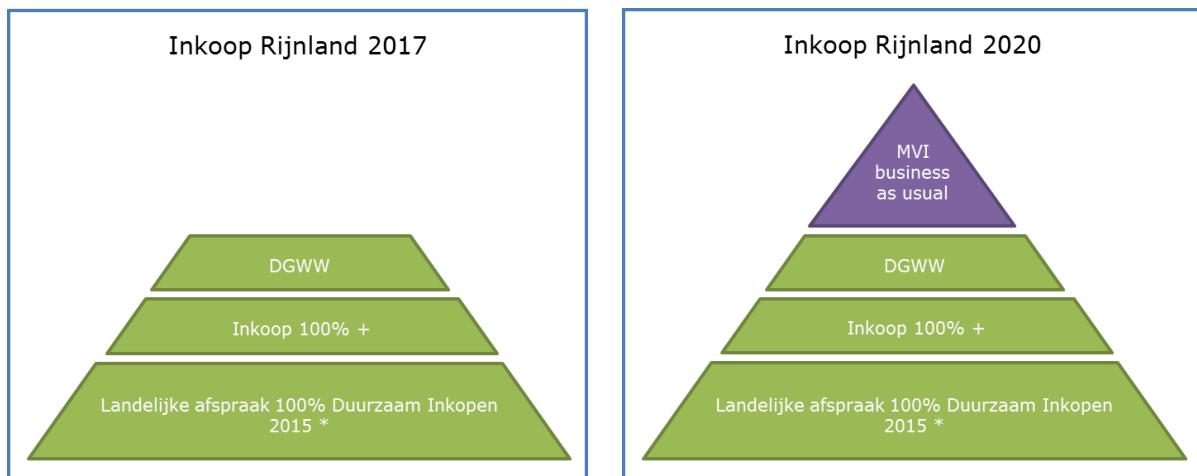 Inkoop Rijnland 2017
DGWW
Inkoop 100% +
Landelijke afspraak 100% Duurzaam Inkopen
2015 *
Inkoop Rijnland 2020
MVI
business
as usual
DGWW
Inkoop 100% +
Landelijke afspraak 100% Duurzaam Inkopen
2015 *